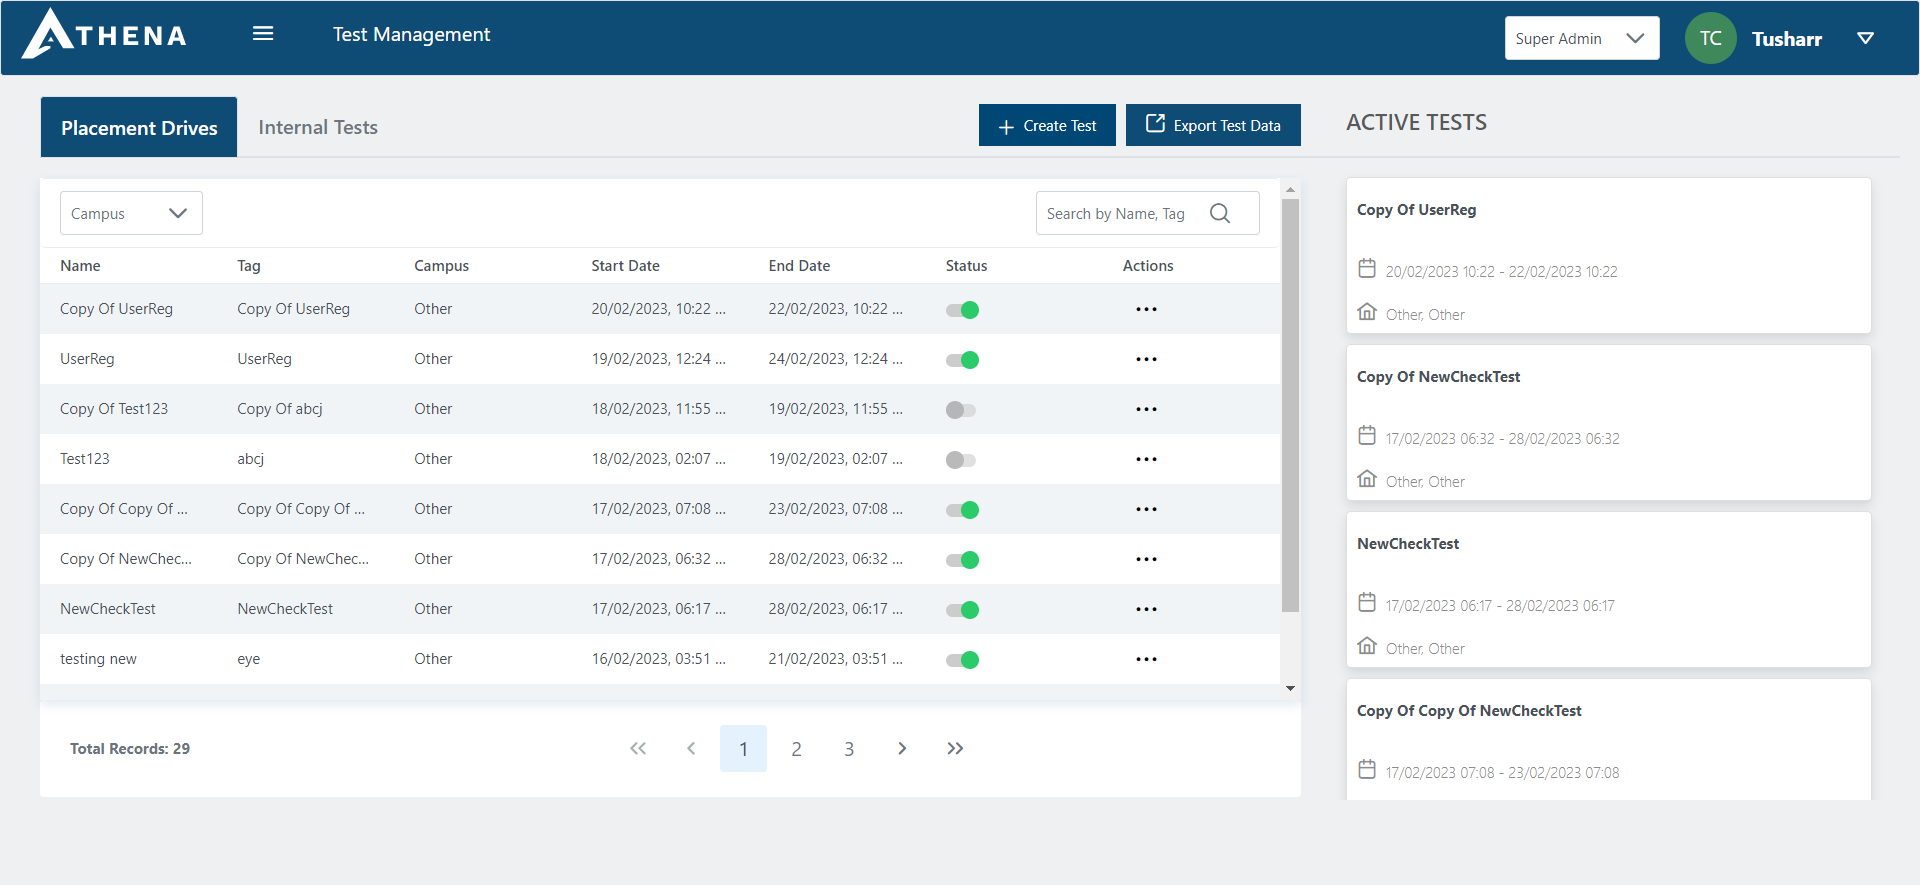 ATHENA
Test Management
Super Admin
TC
Tusharr
Placement Drives
Internal Tests
Create Test
Export Test Data
ACTIVE TESTS
Campus
Search by Name, Tag
Name Tag Campus Start Date End Date Status Actions
Copy Of UserReg Copy Of UserReg Other 20/02/2023, 10:22 ... 22/02/2023, 10:22 ...
UserReg UserReg Other 19/02/2023, 12:24 ... 24/02/2023, 12:24 ...
Copy Of Test123 Copy Of abcj Other 18/02/2023, 11:55 ... 19/02/2023, 11:55 ...
Test123 abcj Other 18/02/2023, 02:07 ... 19/02/2023, 02:07 ...
Copy Of Copy Of ... Copy Of Copy Of ... Other 17/02/2023, 07:08 ... 23/02/2023, 07:08 ...
Copy Of NewChec... Copy Of NewChec... Other 17/02/2023, 06:32 ... 28/02/2023, 06:32 ...
NewCheckTest NewCheckTest Other 17/02/2023, 06:17 ... 28/02/2023, 06:17 ...
testing new eye Other 16/02/2023, 03:51 ... 21/02/2023, 03:51 ...
Total Records: 29
1 2 3
Copy Of UserReg
20/02/2023 10:22 - 22/02/2023 10:22
Other, Other
Copy Of NewCheckTest
17/02/2023 06:32 - 28/02/2023 06:32
Other, Other
NewCheckTest
17/02/2023 06:17 - 28/02/2023 06:17
Other, Other
Copy Of Copy Of NewCheckTest
17/02/2023 07:08 - 23/02/2023 07:08